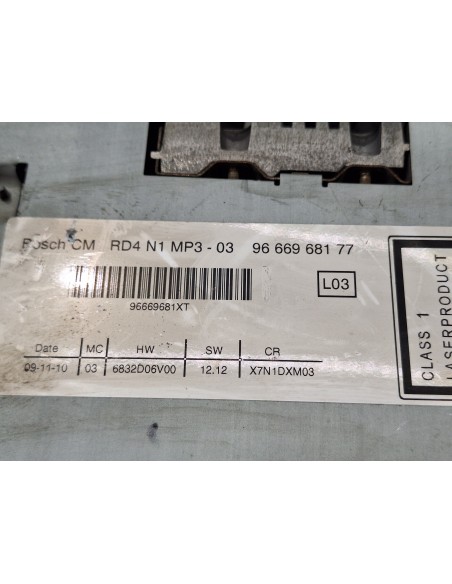 Bosch CM RD4 N1 MP3 - 03 96 669 681 77
L03
96669681XT
Date MC HW SW CR
09-11-10 03 6832D06V00 12.12 X7N1DXM03
CLASS 1
LASERPRODUCT